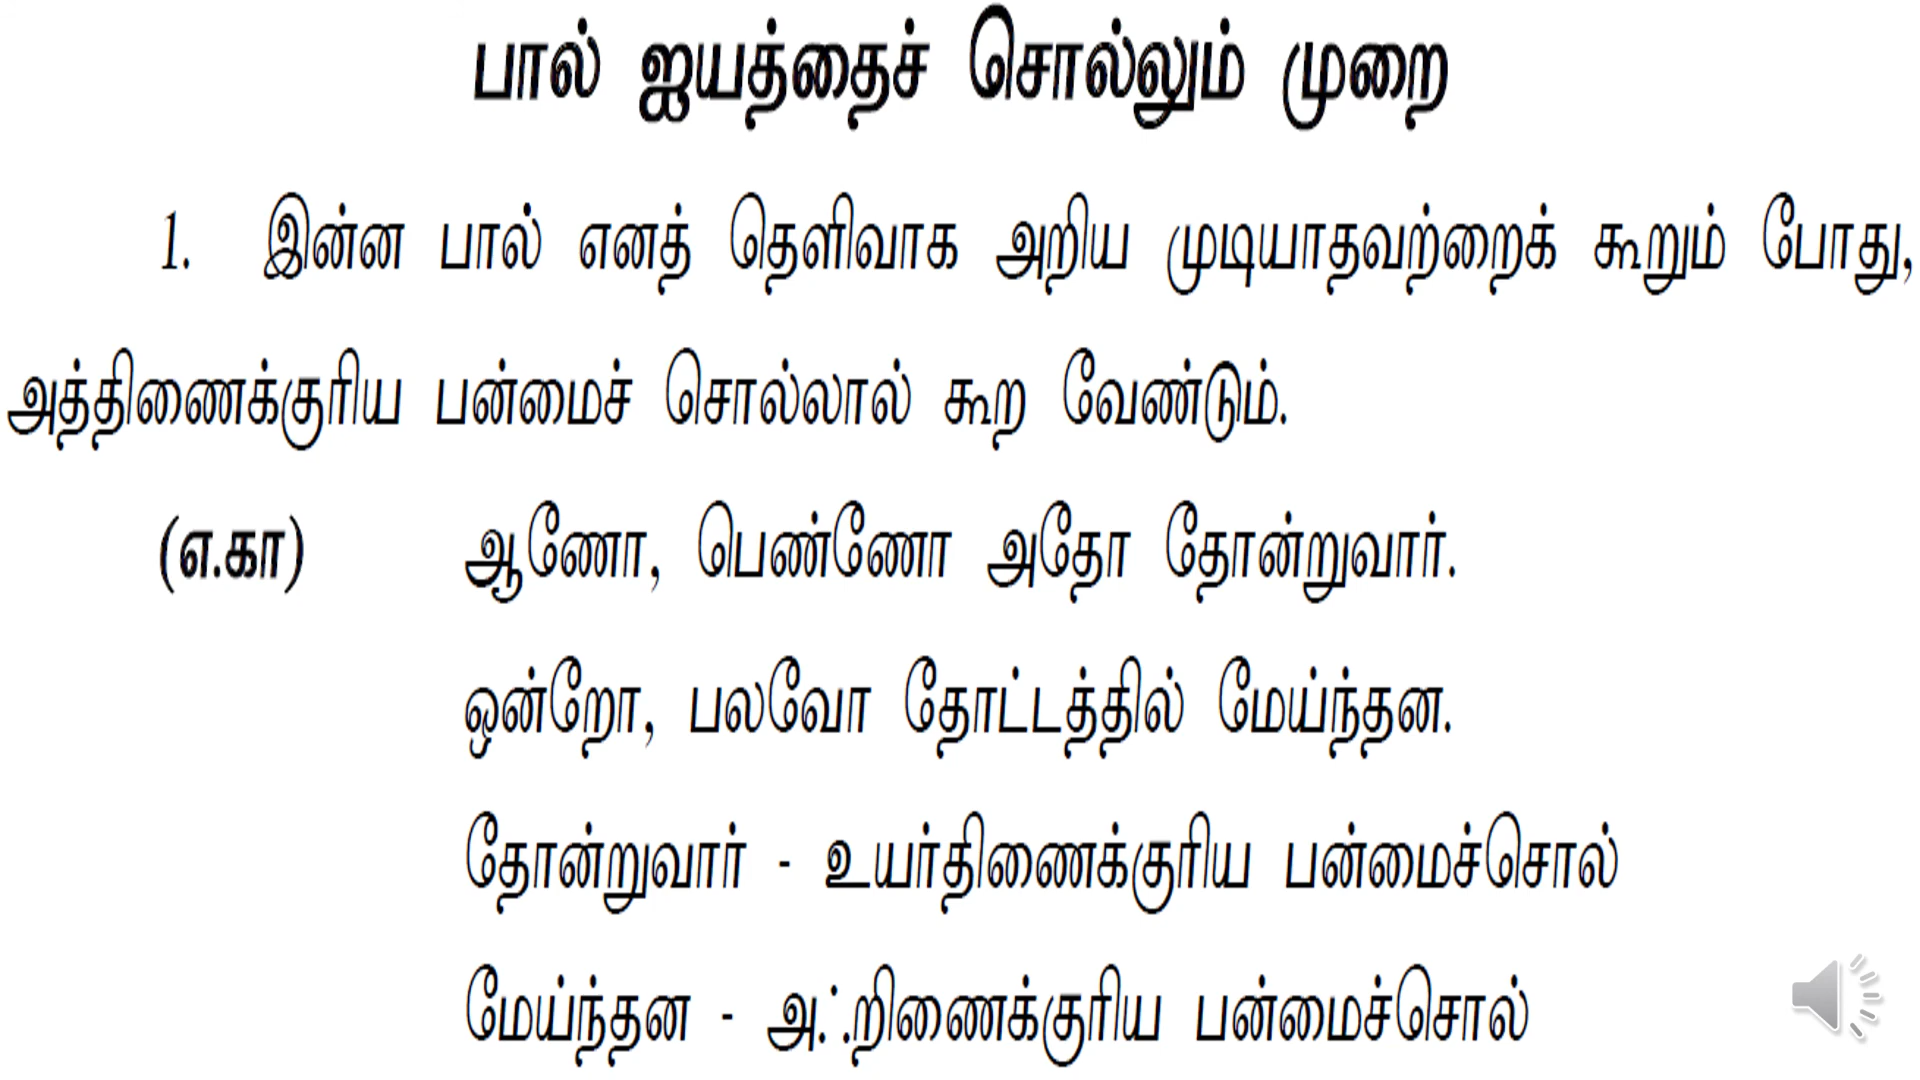 பால் ஐயத்தைச் சொல்லும் முறை
1. இன்ன பால் எனத் தெளிவாக அறிய முடியாதவற்றைக் கூறும் போது,
அத்திணைக்குரிய பன்மைச் சொல்லால் கூற வேண்டும்.
(எ.கா) ஆணோ, பெண்ணோ அதோ தோன்றுவார்.
ஒன்றோ, பலவோ தோட்டத்தில் மேய்ந்தன.
தோன்றுவார் - உயர்திணைக்குரிய பன்மைச்சொல்
மேய்ந்தன - அஃறிணைக்குரிய பன்மைச்சொல்